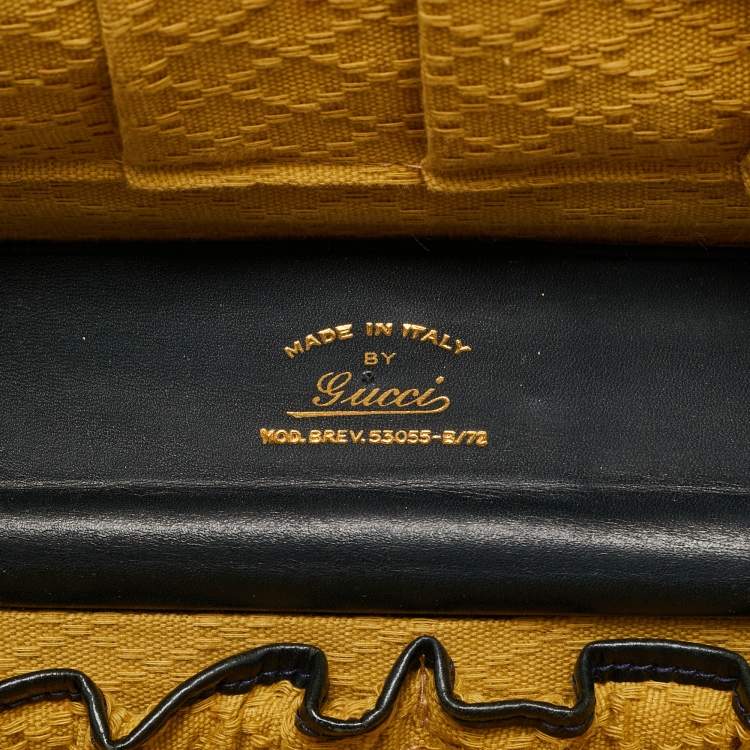 MADE IN ITALY
BY
Gucci
MOD. BREV. 53055-B/72